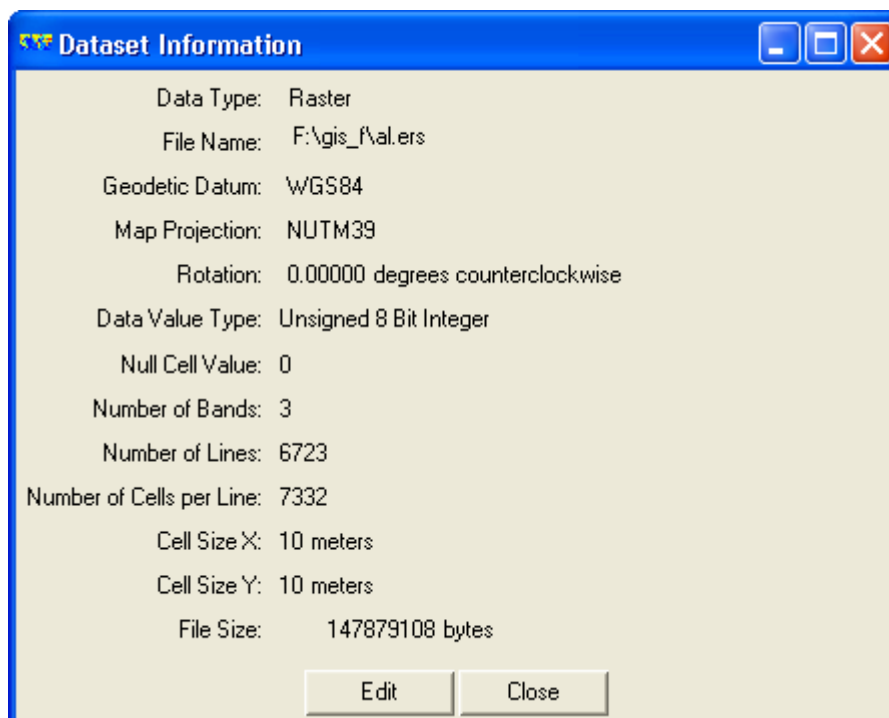 Dataset Information
Data Type: Raster
File Name: F:\gis_f\al.ers
Geodetic Datum: WGS84
Map Projection: NUTM39
Rotation: 0.00000 degrees counterclockwise
Data Value Type: Unsigned 8 Bit Integer
Null Cell Value: 0
Number of Bands: 3
Number of Lines: 6723
Number of Cells per Line: 7332
Cell Size X: 10 meters
Cell Size Y: 10 meters
File Size: 147879108 bytes
Edit Close